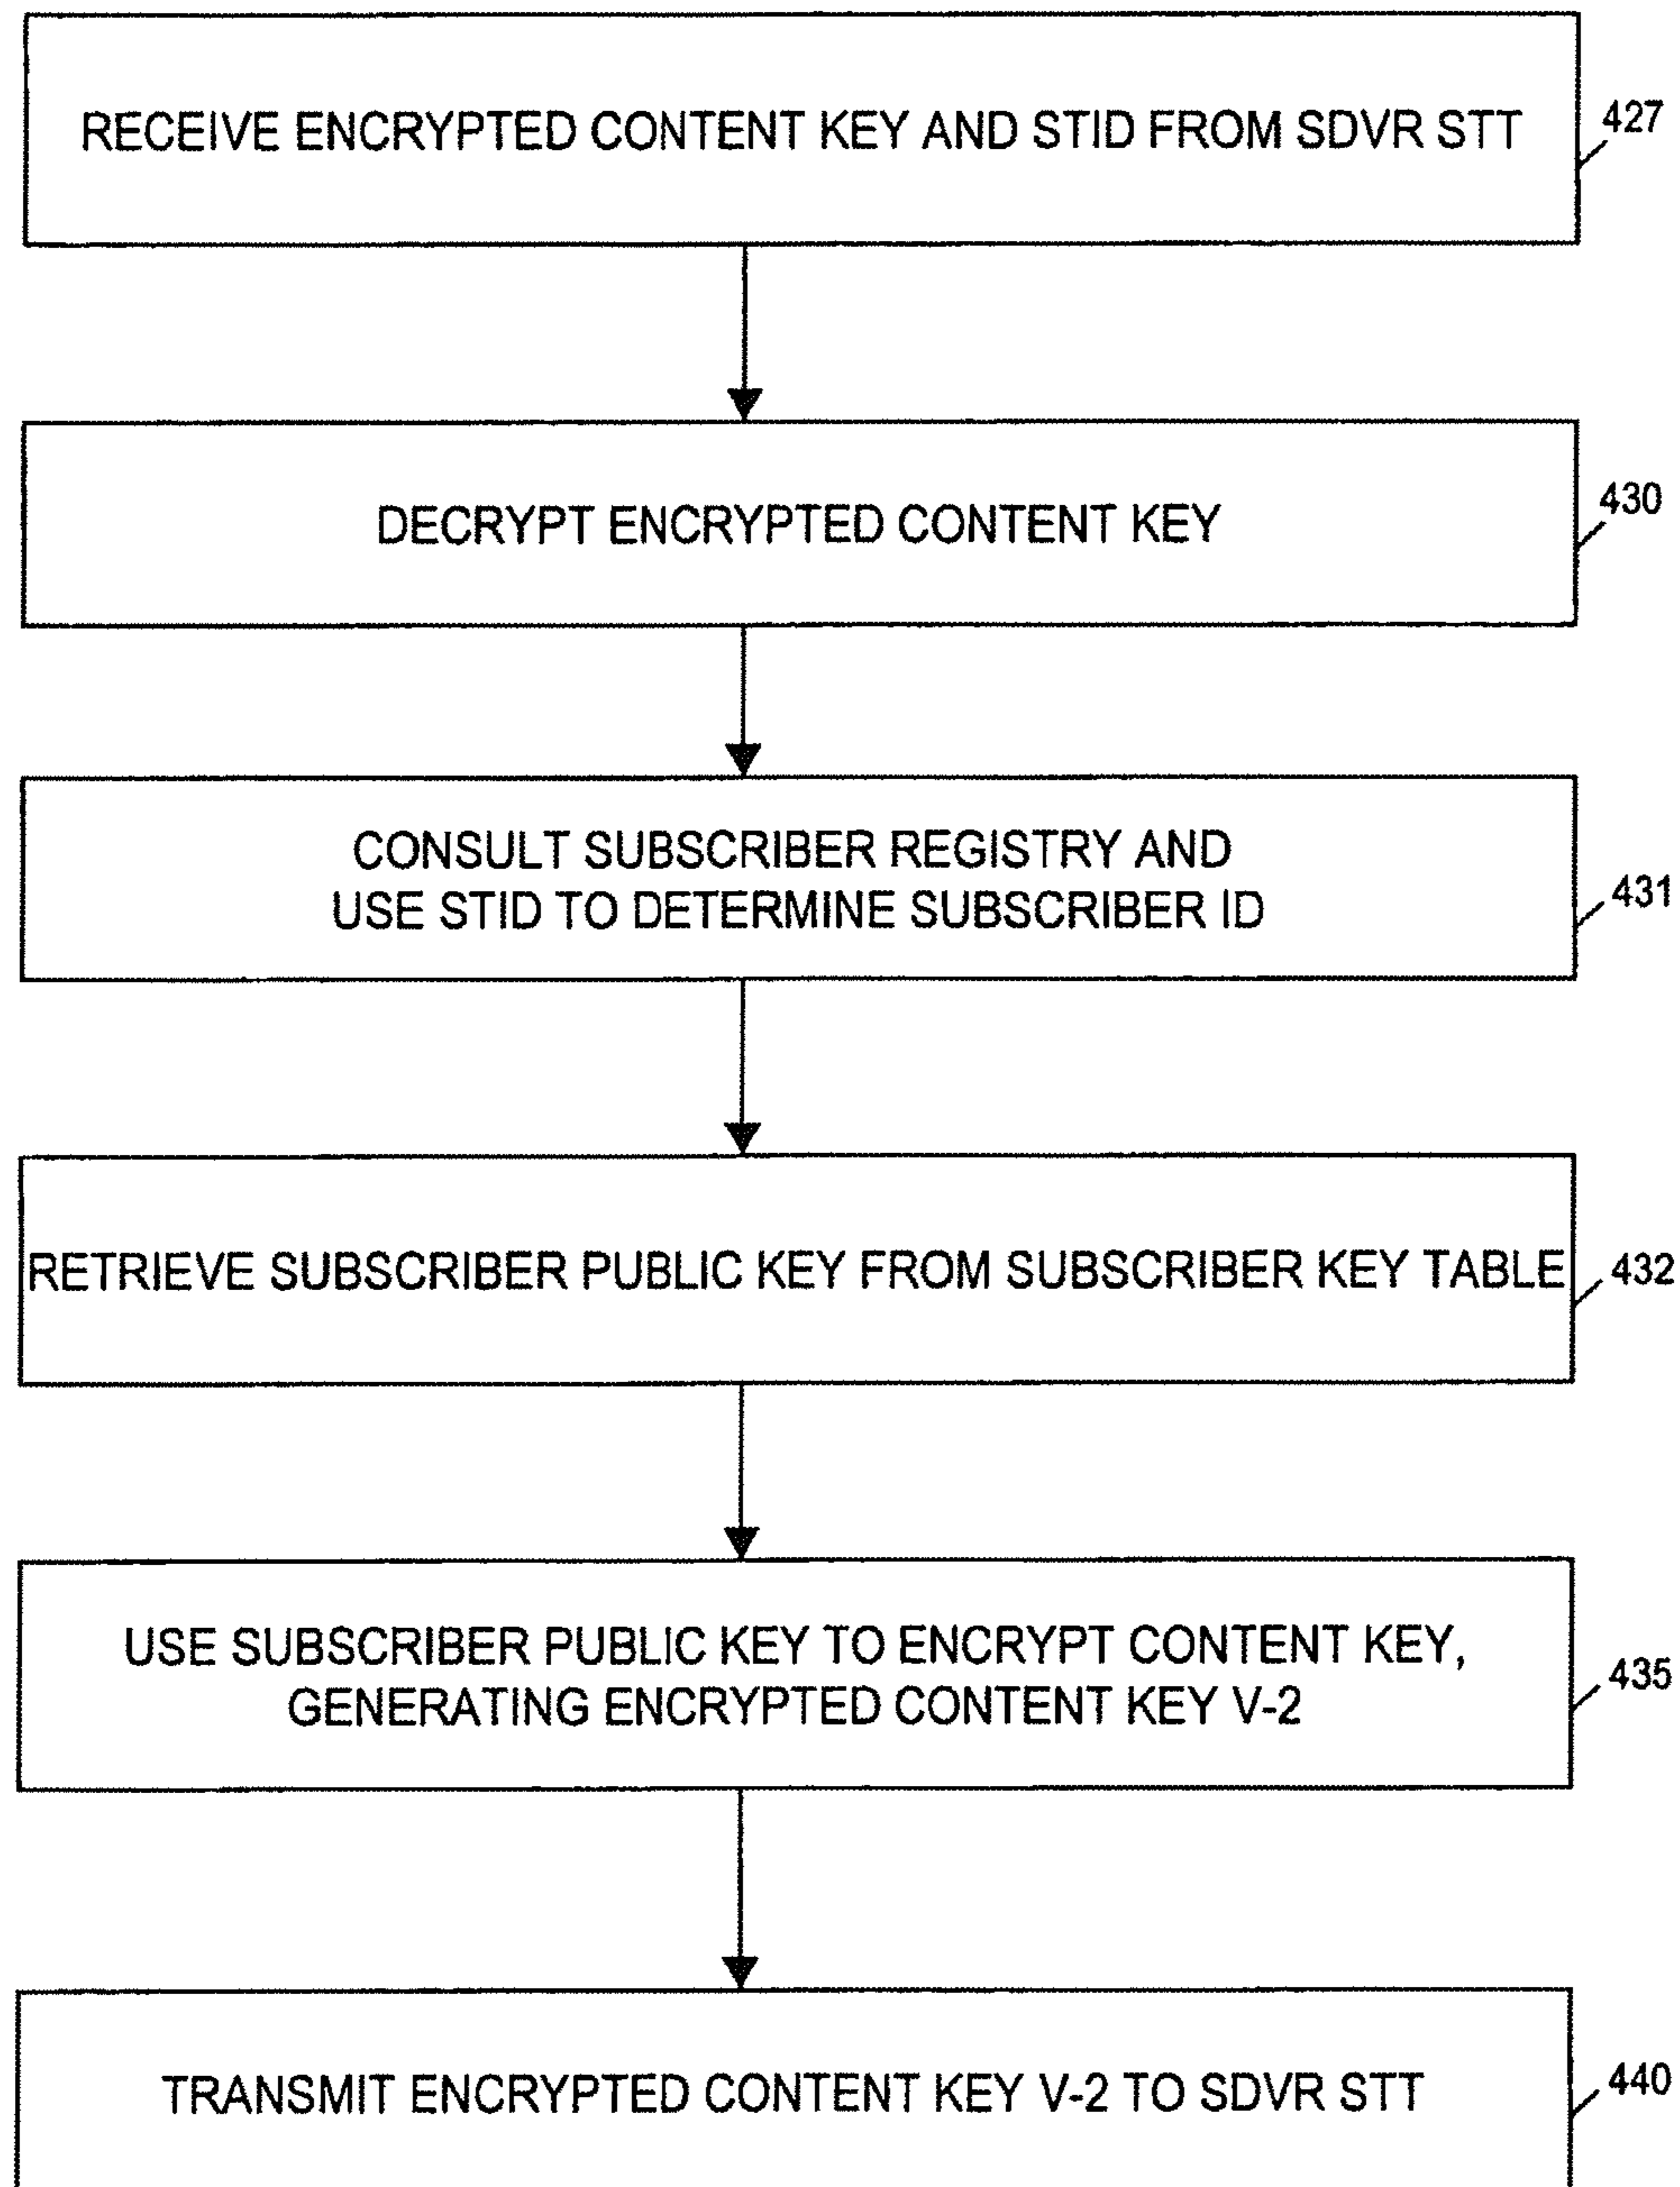 RECEIVE ENCRYPTED CONTENT KEY AND STID FROM SDVR STT
427
DECRYPT ENCRYPTED CONTENT KEY
430
CONSULT SUBSCRIBER REGISTRY AND
USE STID TO DETERMINE SUBSCRIBER ID
431
RETRIEVE SUBSCRIBER PUBLIC KEY FROM SUBSCRIBER KEY TABLE
432
USE SUBSCRIBER PUBLIC KEY TO ENCRYPT CONTENT KEY,
GENERATING ENCRYPTED CONTENT KEY V-2
435
TRANSMIT ENCRYPTED CONTENT KEY V-2 TO SDVR STT
440